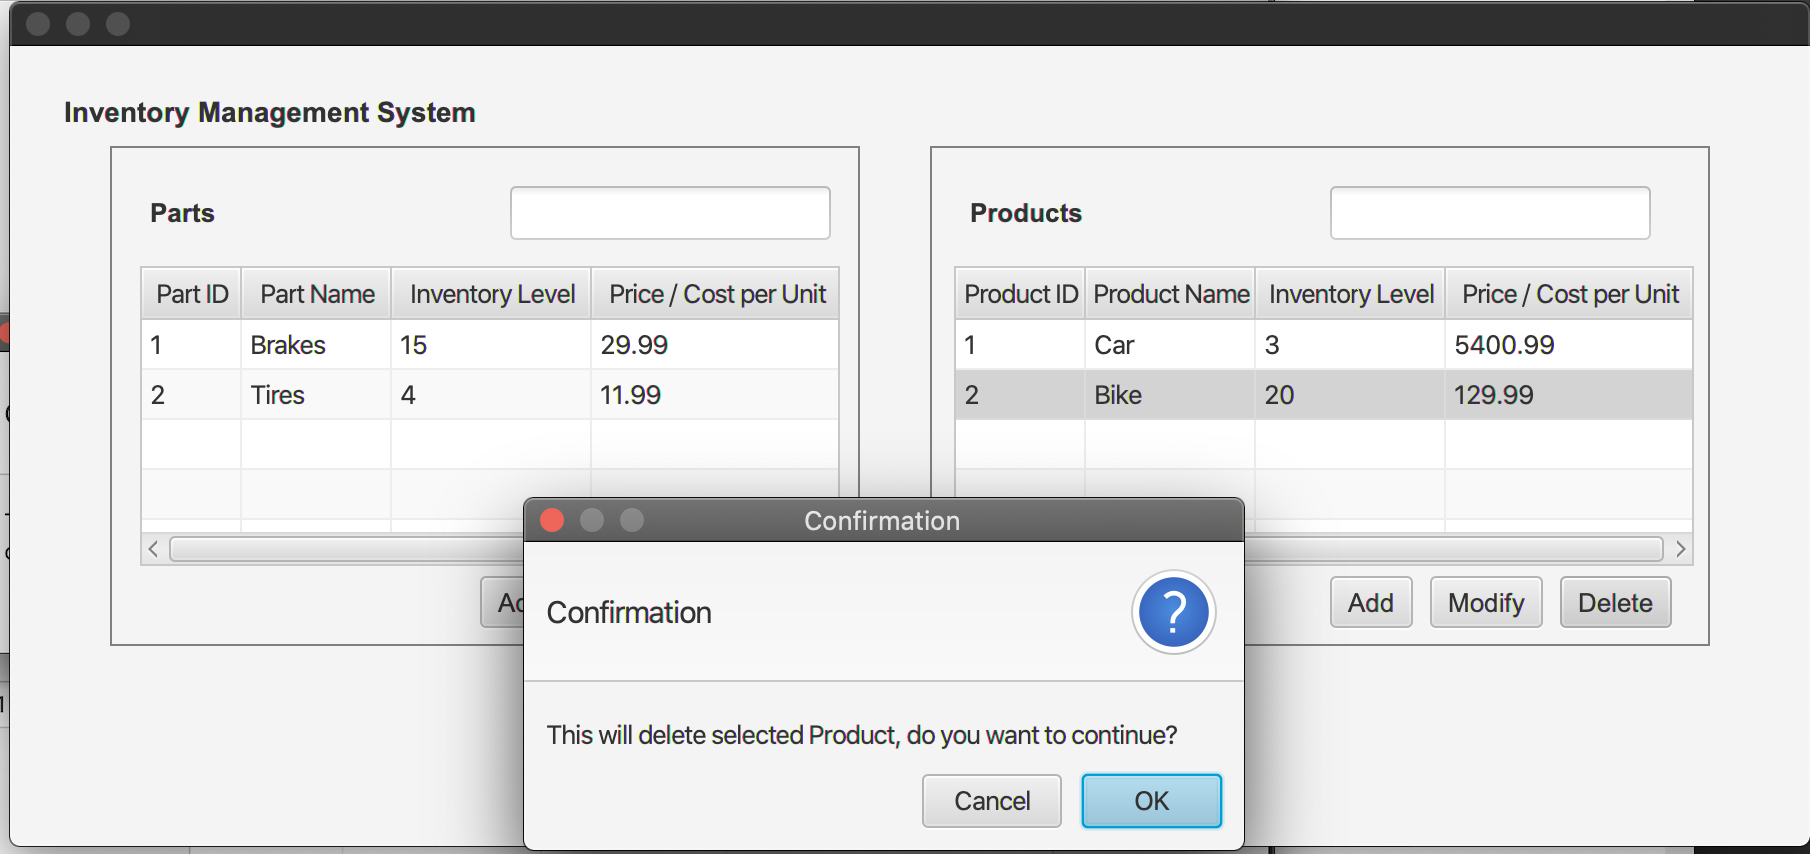 Inventory Management System
Parts
Part ID Part Name Inventory Level Price / Cost per Unit
1 Brakes 15 29.99
2 Tires 4 11.99
Products
Product ID Product Name Inventory Level Price / Cost per Unit
1 Car 3 5400.99
2 Bike 20 129.99
Add Modify Delete
Confirmation
Confirmation
?
This will delete selected Product, do you want to continue?
Cancel OK